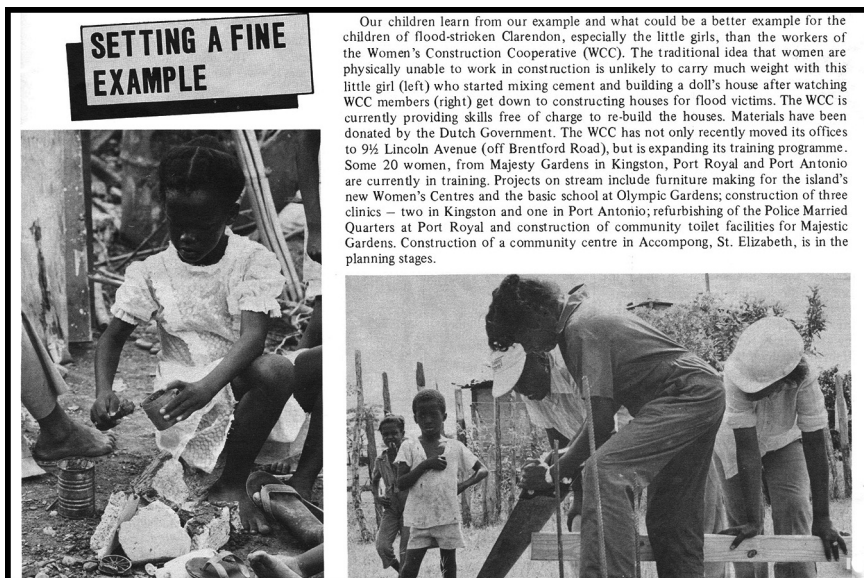 SETTING A FINE
EXAMPLE
Our children learn from our example and what could be a better example for the
children of flood-strioken Clarendon, especially the little girls, than the workers of
the Women's Construction Cooperative (WCC). The traditional idea that women are
physically unable to work in construction is unlikely to carry much weight with this
little girl (left) who started mixing cement and building a doll's house after watching
WCC members (right) get down to constructing houses for flood victims. The WCC is
currently providing skills free of charge to re-build the houses. Materials have been
donated by the Dutch Government. The WCC has not only recently moved its offices
to 9½ Lincoln Avenue (off Brentford Road), but is expanding its training programme.
Some 20 women, from Majesty Gardens in Kingston, Port Royal and Port Antonio
are currently in training. Projects on stream include furniture making for the island's
new Women's Centres and the basic school at Olympic Gardens; construction of three
clinics — two in Kingston and one in Port Antonio; refurbishing of the Police Married
Quarters at Port Royal and construction of community toilet facilities for Majestic
Gardens. Construction of a community centre in Accompong, St. Elizabeth, is in the
planning stages.